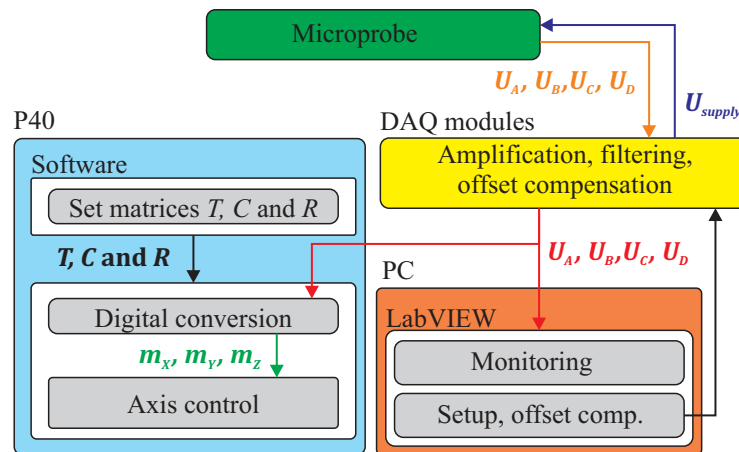 Microprobe
U_A, U_B,U_C, U_D
U_supply
P40
DAQ modules
Software
Amplification, filtering,
offset compensation
Set matrices T, C and R
T, C and R
U_A, U_B,U_C, U_D
PC
Digital conversion
LabVIEW
m_X, m_Y, m_Z
Monitoring
Axis control
Setup, offset comp.